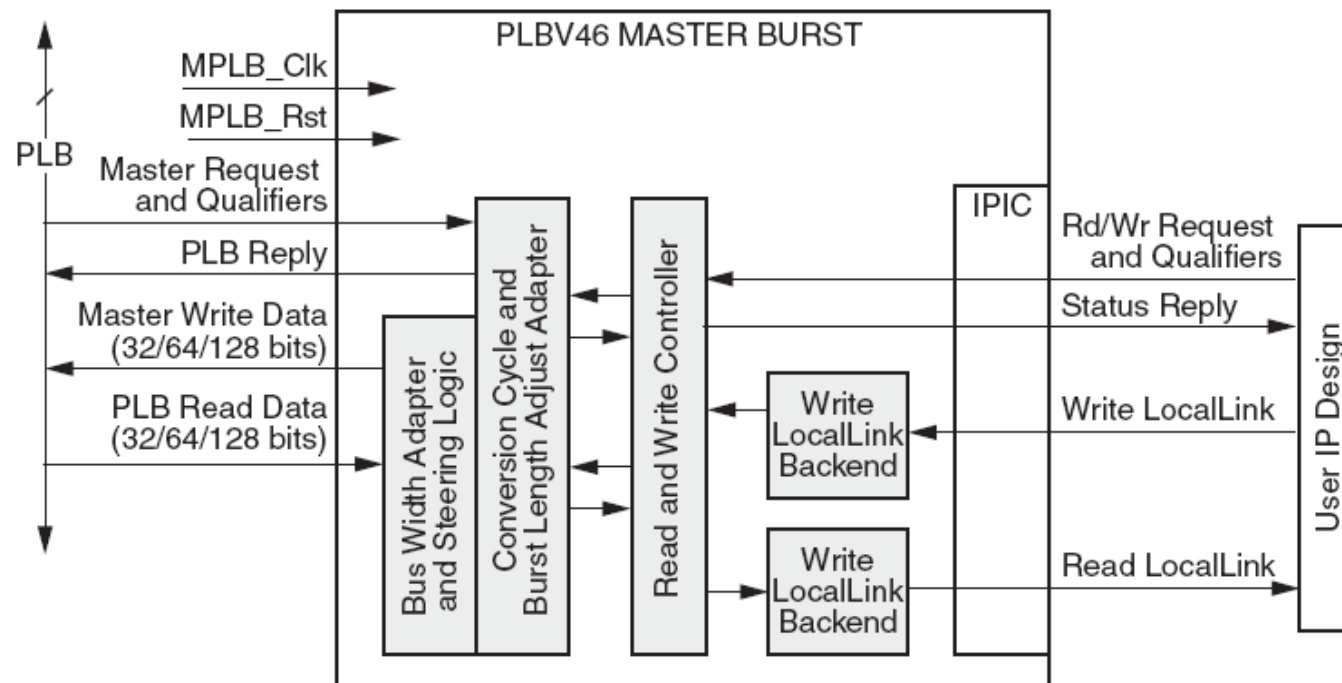 PLBV46 MASTER BURST
MPLB_Clk
MPLB_Rst
PLB
Master Request
and Qualifiers
PLB Reply
Master Write Data
(32/64/128 bits)
PLB Read Data
(32/64/128 bits)
Bus Width Adapter
and Steering Logic
Conversion Cycle and
Burst Length Adjust Adapter
Read and Write Controller
Write
LocalLink
Backend
Write
LocalLink
Backend
IPIC
Rd/Wr Request
and Qualifiers
Status Reply
Write LocalLink
Read LocalLink
User IP Design